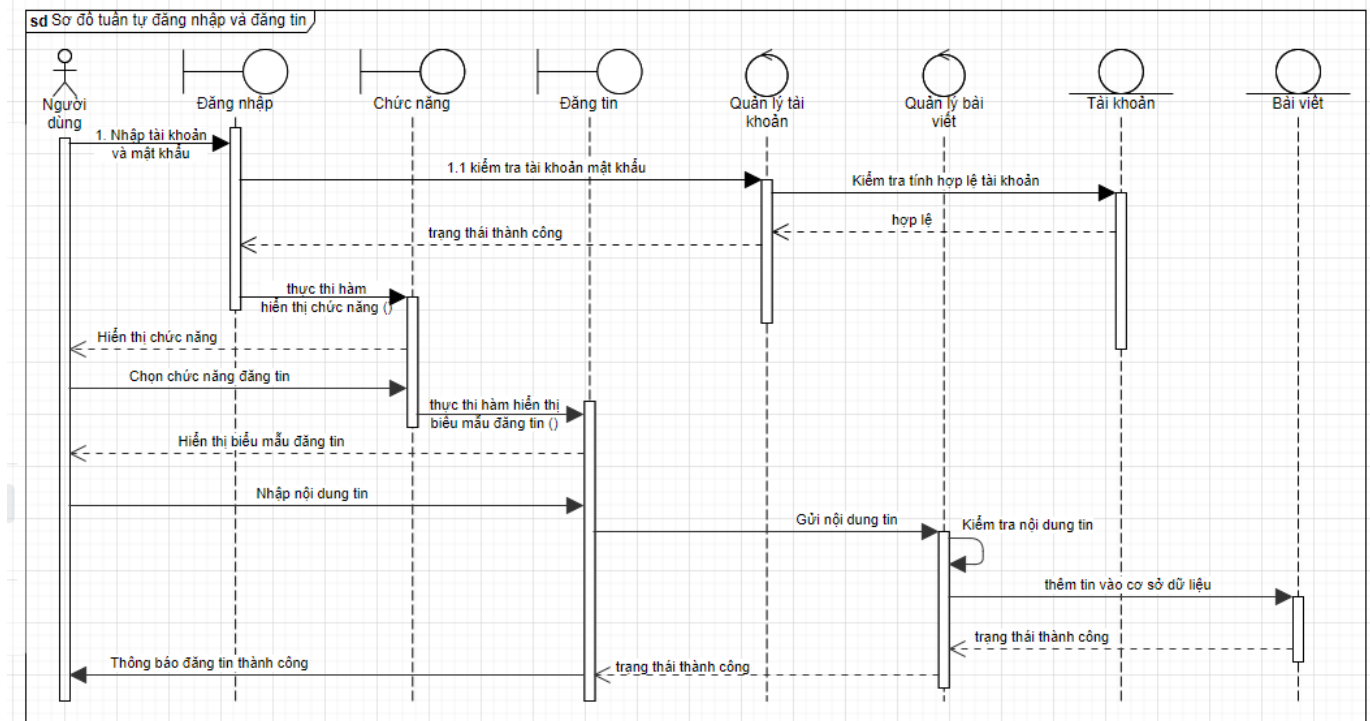 sd Sơ đồ tuần tự đăng nhập và đăng tin
Người
dùng
Đăng nhập
Chức năng
Đăng tin
Quản lý tài
khoản
Quản lý bài
viết
Tài khoản
Bài viết
1. Nhập tài khoản
và mật khẩu
1.1 kiểm tra tài khoản mật khẩu
Kiểm tra tính hợp lệ tài khoản
hợp lệ
trạng thái thành công
thực thi hàm
hiển thị chức năng ()
Hiển thị chức năng
Chọn chức năng đăng tin
thực thi hàm hiển thị
biểu mẫu đăng tin ()
Hiển thị biểu mẫu đăng tin
Nhập nội dung tin
Gửi nội dung tin
Kiểm tra nội dung tin
thêm tin vào cơ sở dữ liệu
trạng thái thành công
trạng thái thành công
Thông báo đăng tin thành công